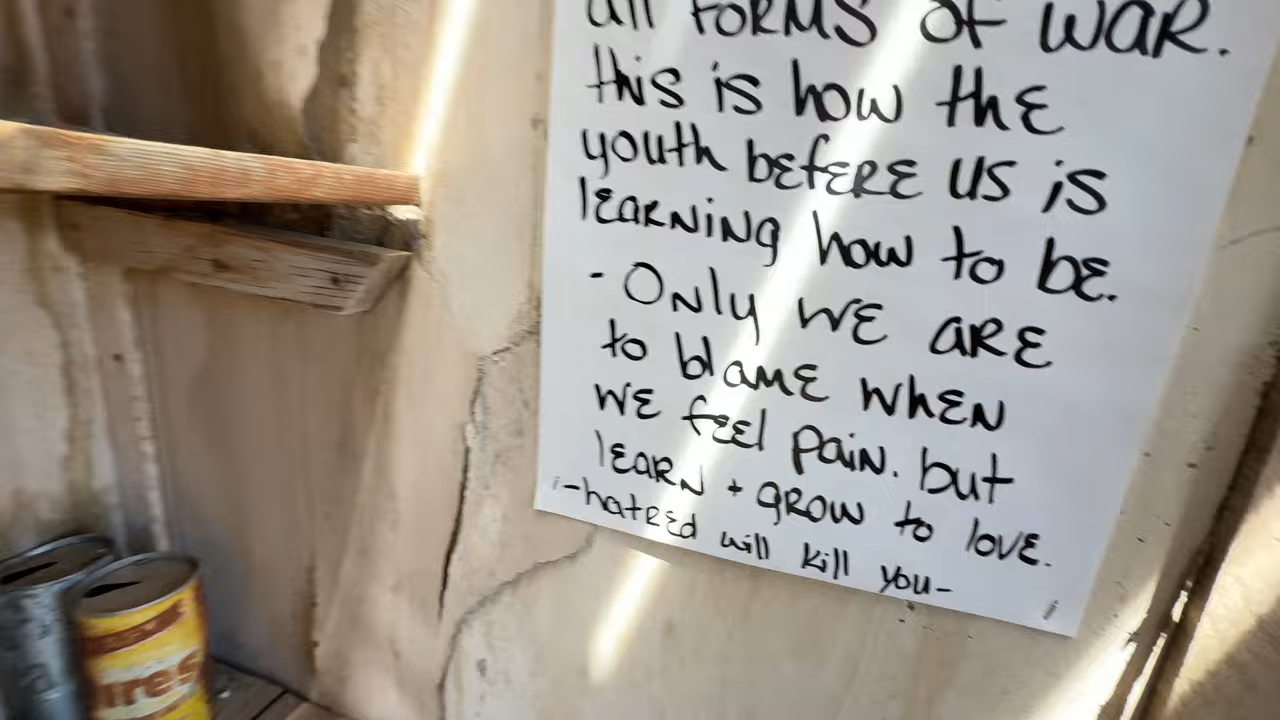 all FORMS OF WAR.
this is how the
youth befeRE US is
leaRNiNg how to be.
- Only WE ARE
to blame wheN
WE feel paiN. but
leaRN + gROW to love.
-hatREd will kill you-